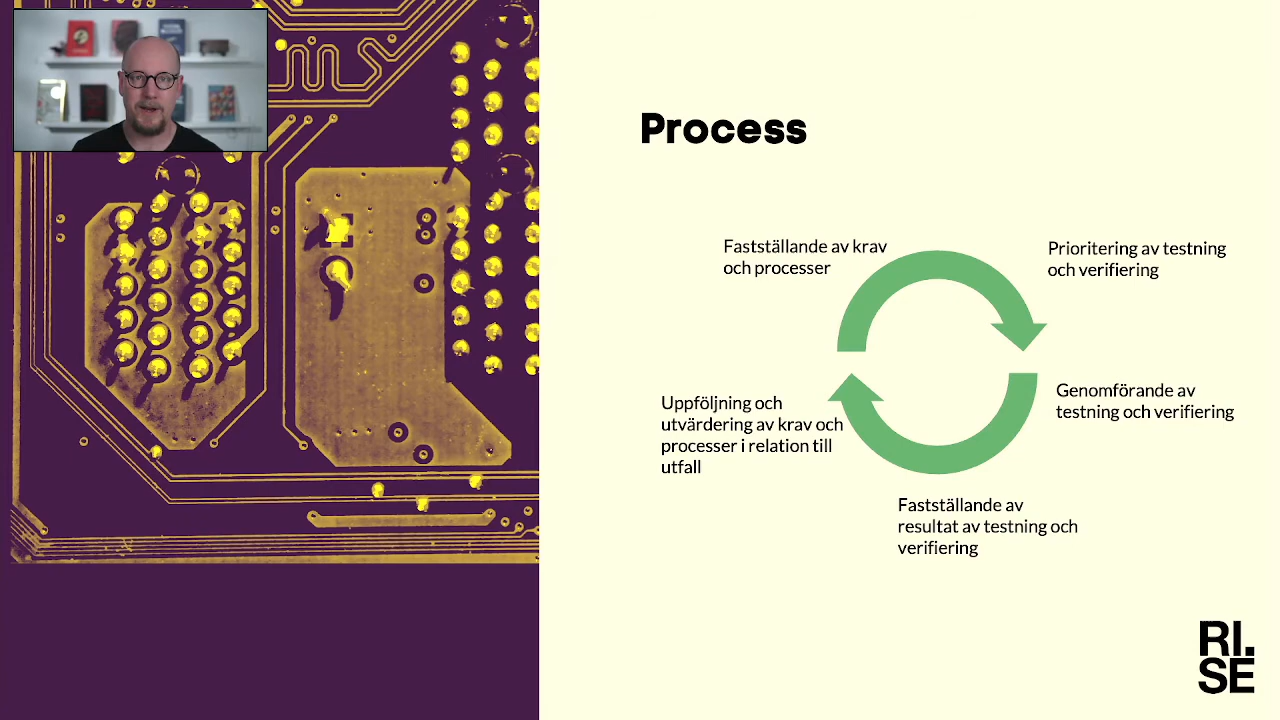 Process
Fastställande av krav
och processer
Prioritering av testning
och verifiering
Genomförande av
testning och verifiering
Fastställande av
resultat av testning och
verifiering
Uppföljning och
utvärdering av krav och
processer i relation till
utfall
RI.
SE